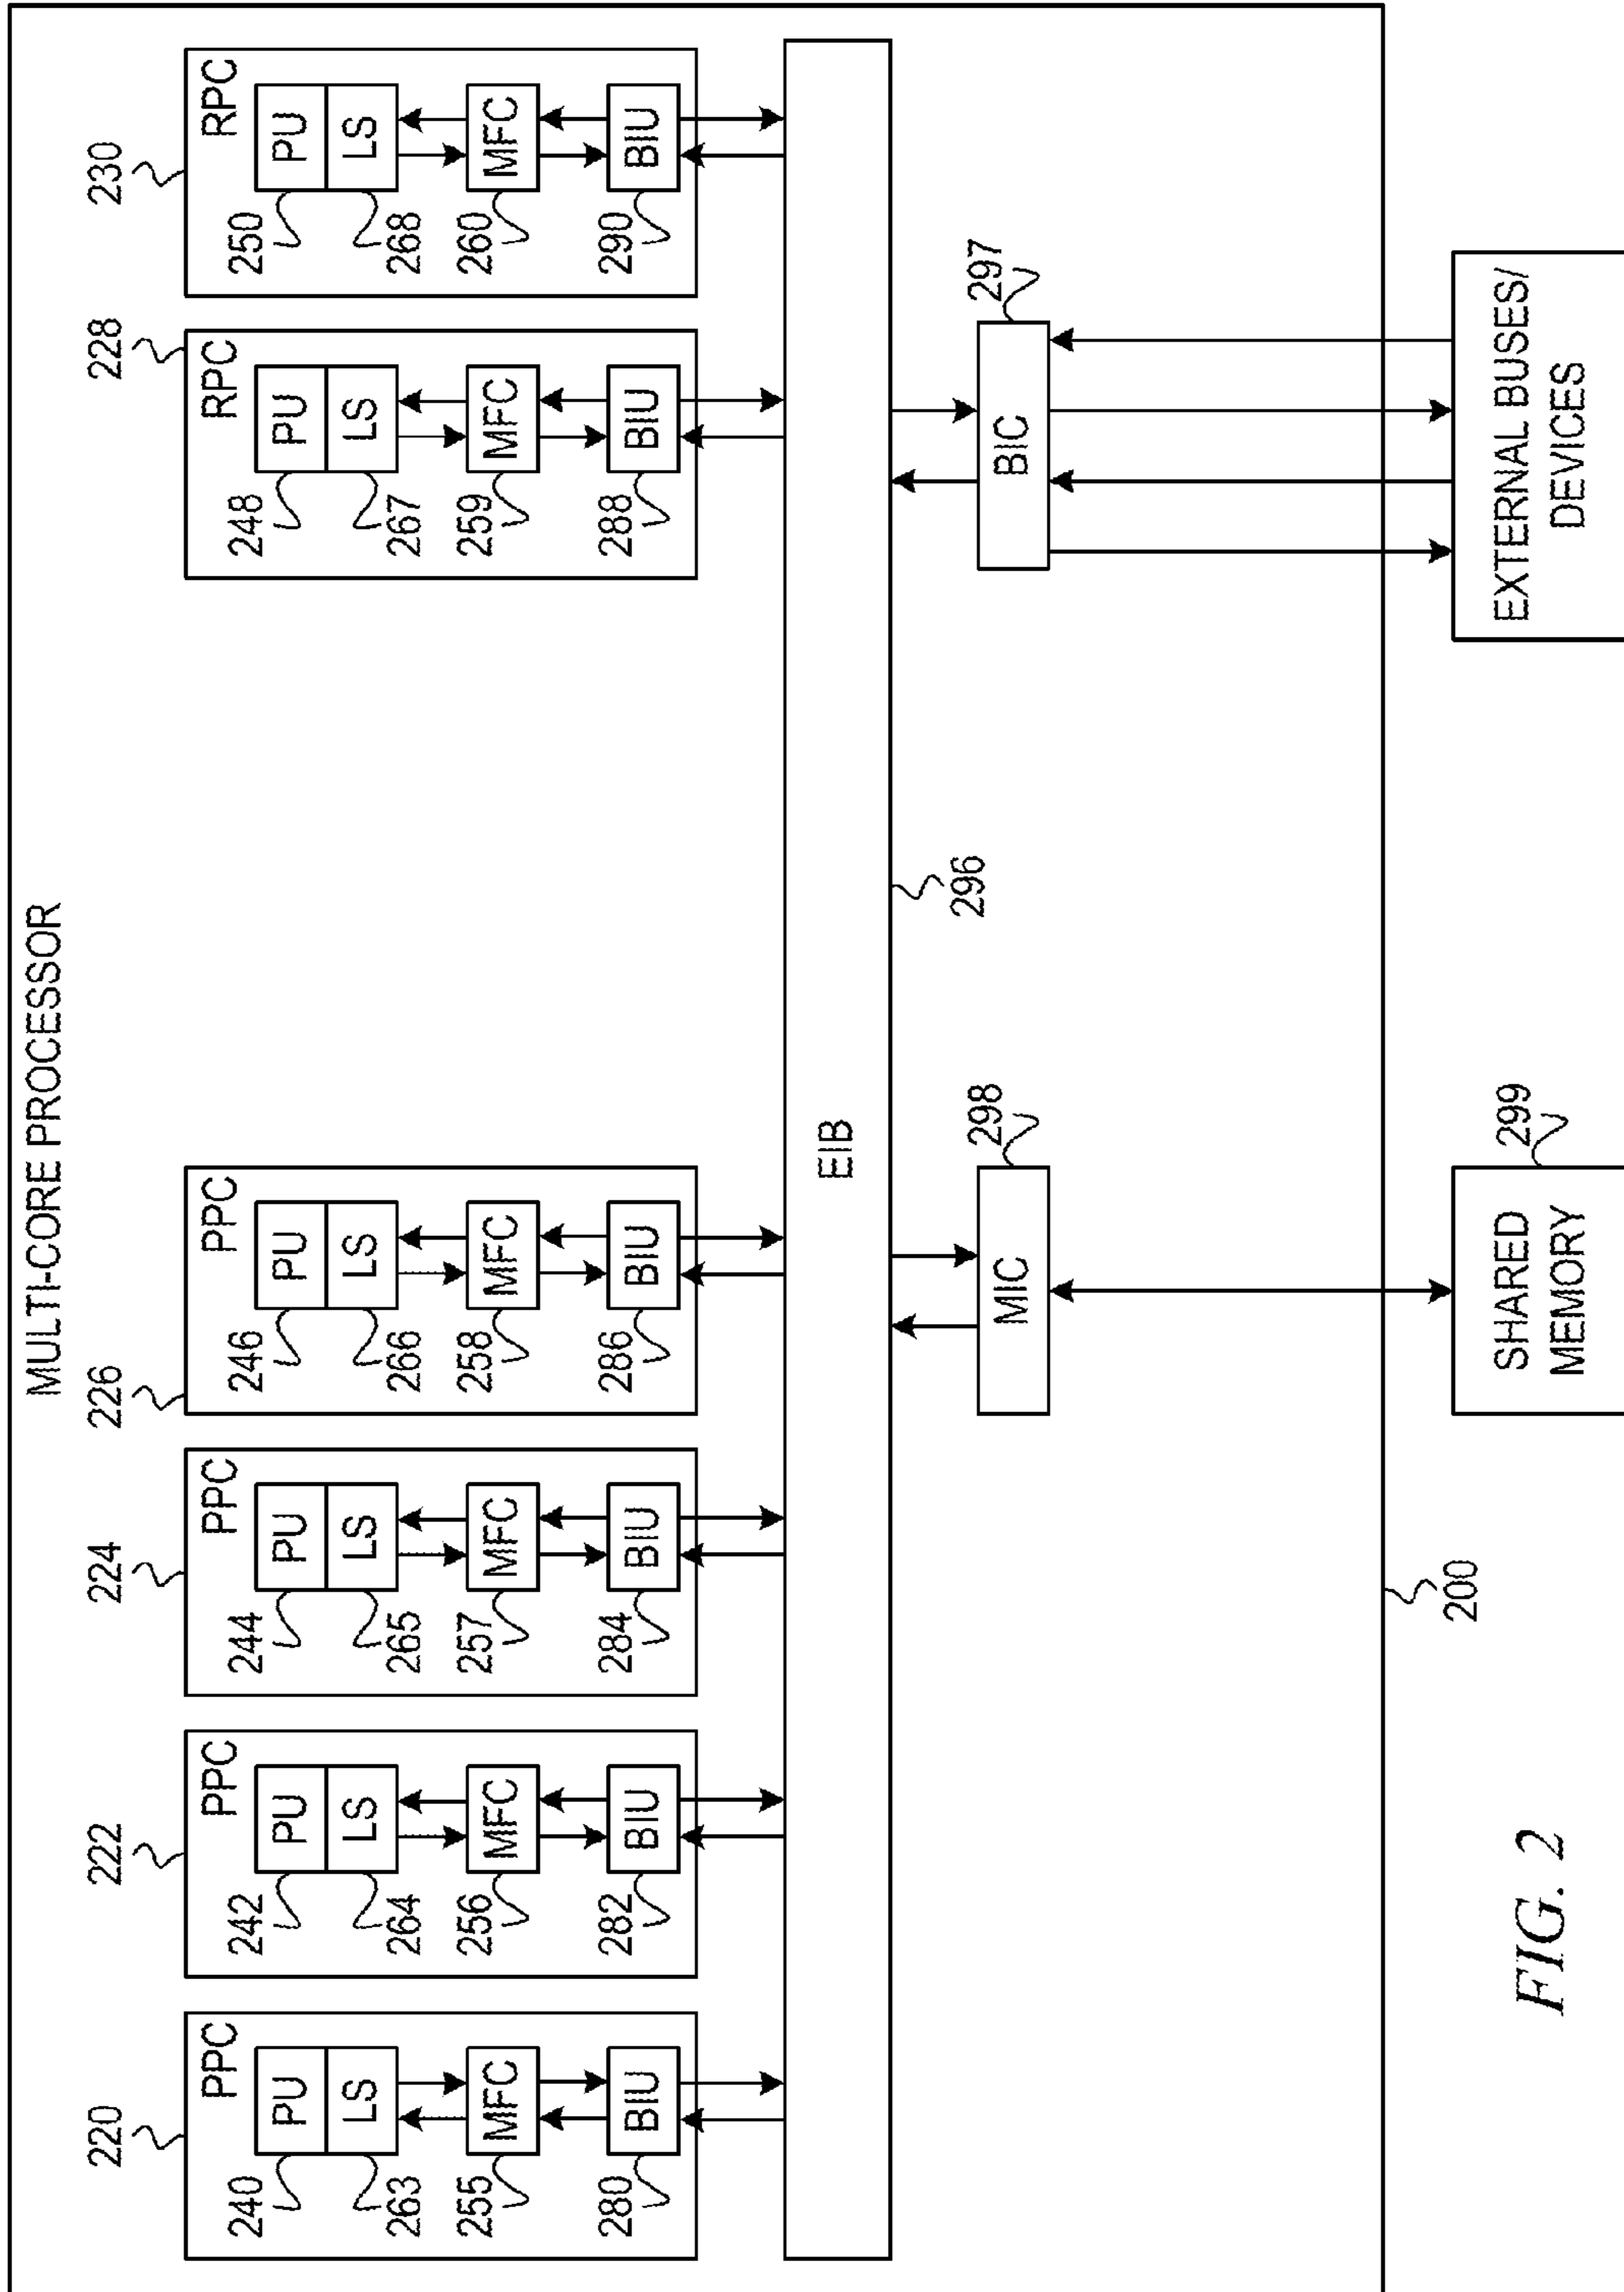 MULTI-CORE PROCESSOR
220
PPC
240
PU
263
LS
255
MFC
280
BIU
222
PPC
242
PU
264
LS
256
MFC
282
BIU
224
PPC
244
PU
265
LS
257
MFC
284
BIU
226
PPC
246
PU
266
LS
258
MFC
286
BIU
228
RPC
248
PU
267
LS
259
MFC
288
BIU
230
RPC
250
PU
268
LS
260
MFC
290
BIU
EIB
296
298
MIC
297
BIC
200
299
SHARED
MEMORY
EXTERNAL BUSES/
DEVICES
FIG. 2